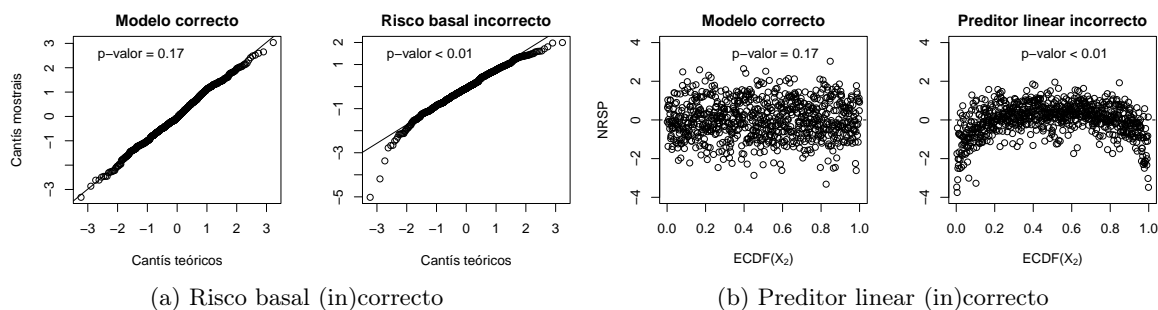 Modelo correcto
p−valor = 0.17
Cantís mostrais
3
2
1
0
−1
−3
−3 −2 −1 0 1 2 3
Cantís teóricos
Risco basal incorrecto
p−valor < 0.01
2
1
0
−1
−3
−5
−3 −2 −1 0 1 2 3
Cantís teóricos
(a) Risco basal (in)correcto
Modelo correcto
p−valor = 0.17
NRSP
4
2
0
−2
−4
0.0 0.2 0.4 0.6 0.8 1.0
ECDF(X₂)
Preditor linear incorrecto
p−valor < 0.01
4
2
0
−2
−4
0.0 0.2 0.4 0.6 0.8 1.0
ECDF(X₂)
(b) Preditor linear (in)correcto